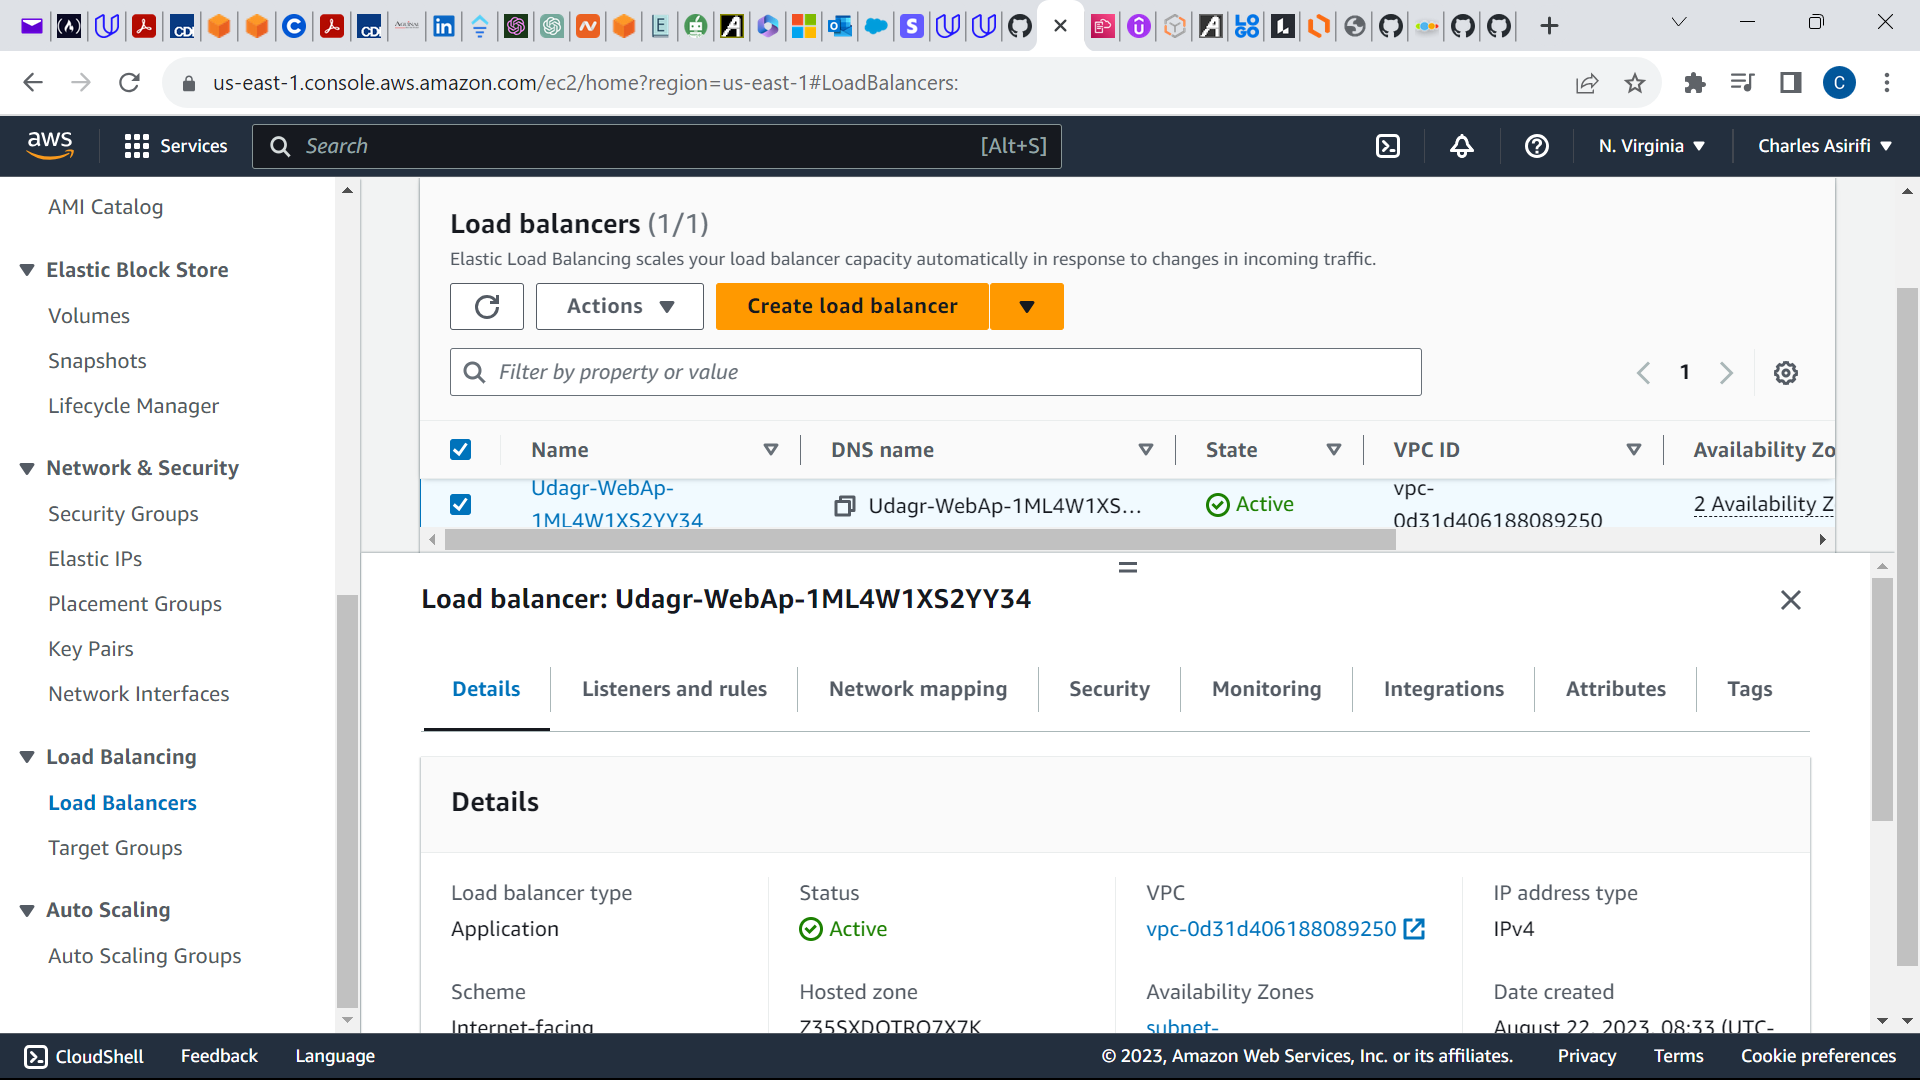 us-east-1.console.aws.amazon.com/ec2/home?region=us-east-1#LoadBalancers:
C
aws
Services
Search
[Alt+S]
N. Virginia
Charles Asirifi
AMI Catalog
Elastic Block Store
Volumes
Snapshots
Lifecycle Manager
Network & Security
Security Groups
Elastic IPs
Placement Groups
Key Pairs
Network Interfaces
Load Balancing
Load Balancers
Target Groups
Auto Scaling
Auto Scaling Groups
Load balancers (1/1)
Elastic Load Balancing scales your load balancer capacity automatically in response to changes in incoming traffic.
Actions
Create load balancer
Filter by property or value
1
Name
DNS name
State
VPC ID
Availability Zo
Udagr-WebAp-
1ML4W1XS2YY34
Udagr-WebAp-1ML4W1XS...
Active
vpc-
0d31d406188089250
2 Availability Z
Load balancer: Udagr-WebAp-1ML4W1XS2YY34
Details
Listeners and rules
Network mapping
Security
Monitoring
Integrations
Attributes
Tags
Details
Load balancer type
Application
Status
Active
VPC
vpc-0d31d406188089250
IP address type
IPv4
Scheme
Internet-facing
Hosted zone
Z35SXDOTRQ7X7K
Availability Zones
subnet-
Date created
August 22, 2023, 08:33 (UTC-
CloudShell
Feedback
Language
© 2023, Amazon Web Services, Inc. or its affiliates.
Privacy
Terms
Cookie preferences